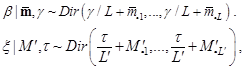 β | m̅, γ ~ Dir(γ / L + m̅.₁,..., γ / L + m̅.L).
ξ | M′, τ ~ Dir(τ/L′ + M′.₁,..., τ/L′ + M′.L′),